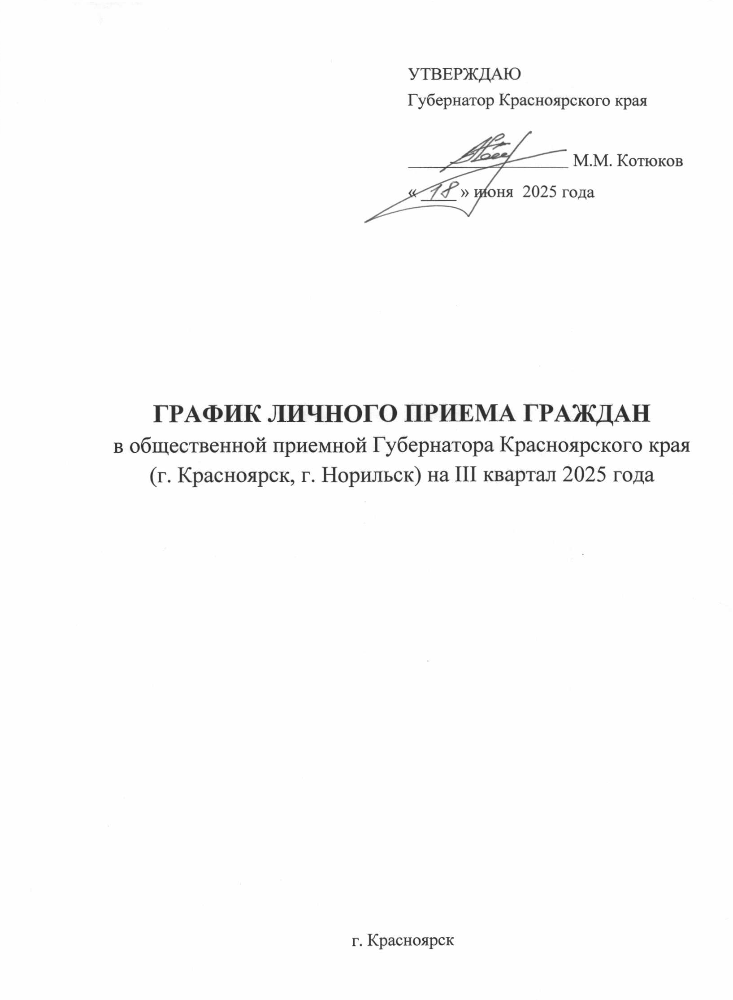 УТВЕРЖДАЮ
Губернатор Красноярского края
М.М. Котюков
« 18 » июня 2025 года
ГРАФИК ЛИЧНОГО ПРИЕМА ГРАЖДАН
в общественной приемной Губернатора Красноярского края
(г. Красноярск, г. Норильск) на III квартал 2025 года
г. Красноярск